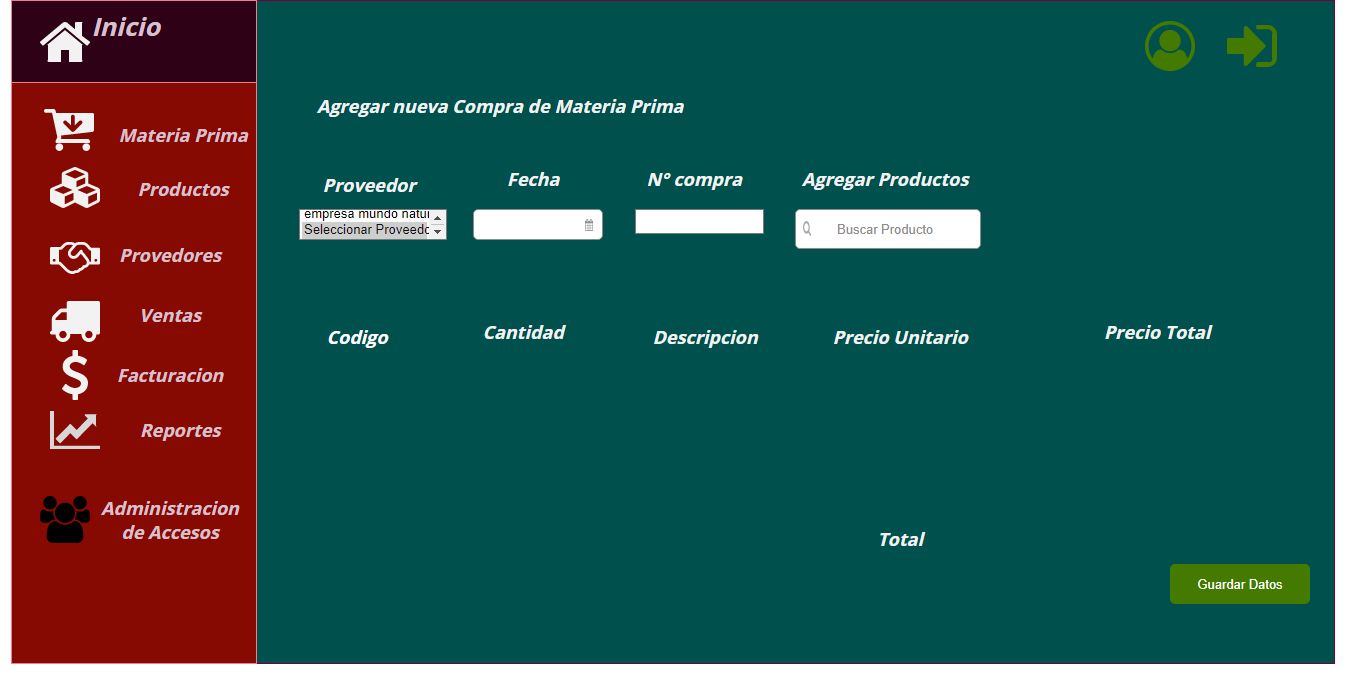 Inicio
Agregar nueva Compra de Materia Prima
Materia Prima
Productos
Provedores
Ventas
Facturacion
Reportes
Administracion
de Accesos
Proveedor
Fecha
Nº compra
Agregar Productos
empresa mundo natu
Seleccionar Proveedo
Buscar Producto
Codigo
Cantidad
Descripcion
Precio Unitario
Precio Total
Total
Guardar Datos